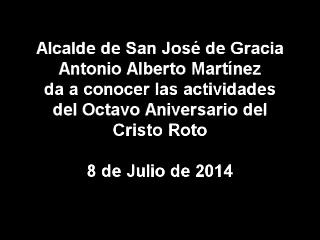 Alcalde de San José de Gracia
Antonio Alberto Martínez
da a conocer las actividades
del Octavo Aniversario del
Cristo Roto
8 de Julio de 2014